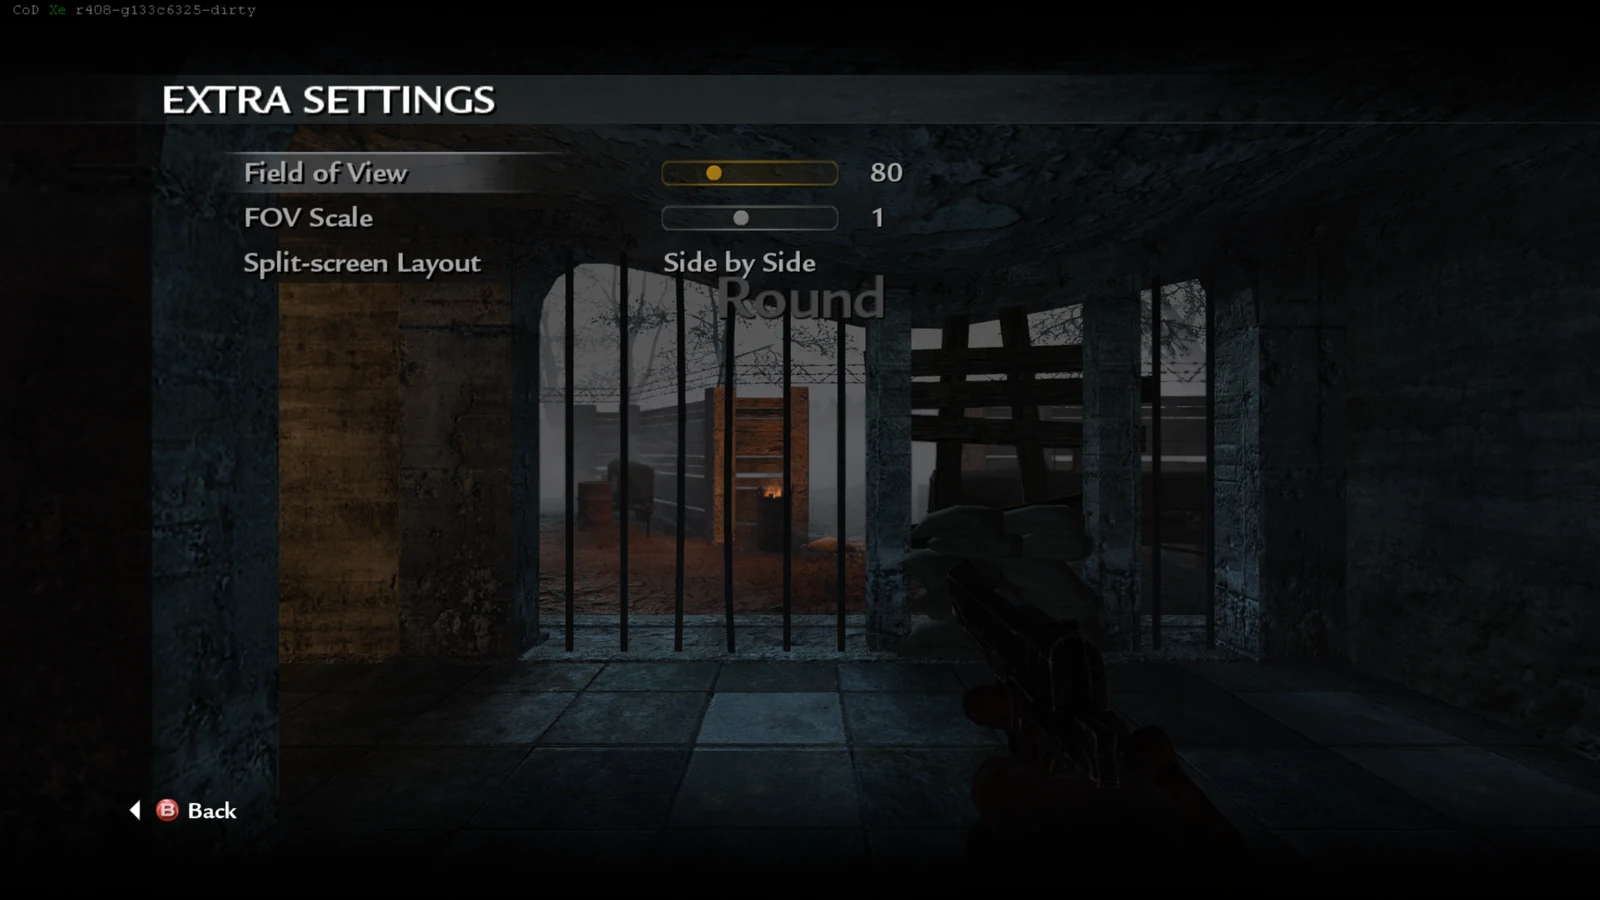 CoD Xe r408-g133c6325-dirty
EXTRA SETTINGS
Field of View 80
FOV Scale 1
Split-screen Layout Side by Side
Round
B Back